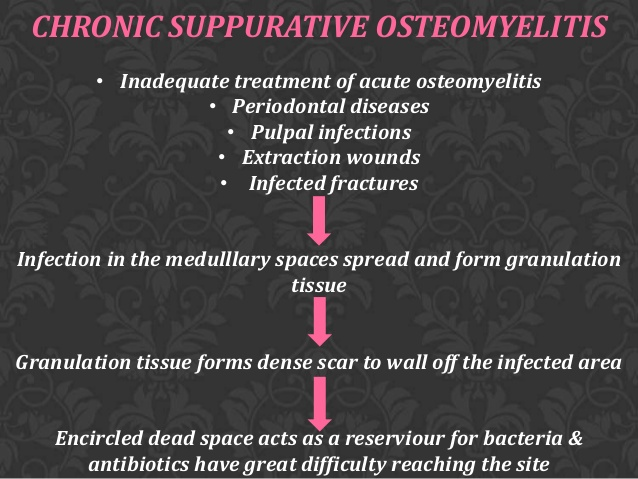 CHRONIC SUPPURATIVE OSTEOMYELITIS
• Inadequate treatment of acute osteomyelitis
• Periodontal diseases
• Pulpal infections
• Extraction wounds
• Infected fractures
Infection in the medulllary spaces spread and form granulation
tissue
Granulation tissue forms dense scar to wall off the infected area
Encircled dead space acts as a reserviour for bacteria &
antibiotics have great difficulty reaching the site